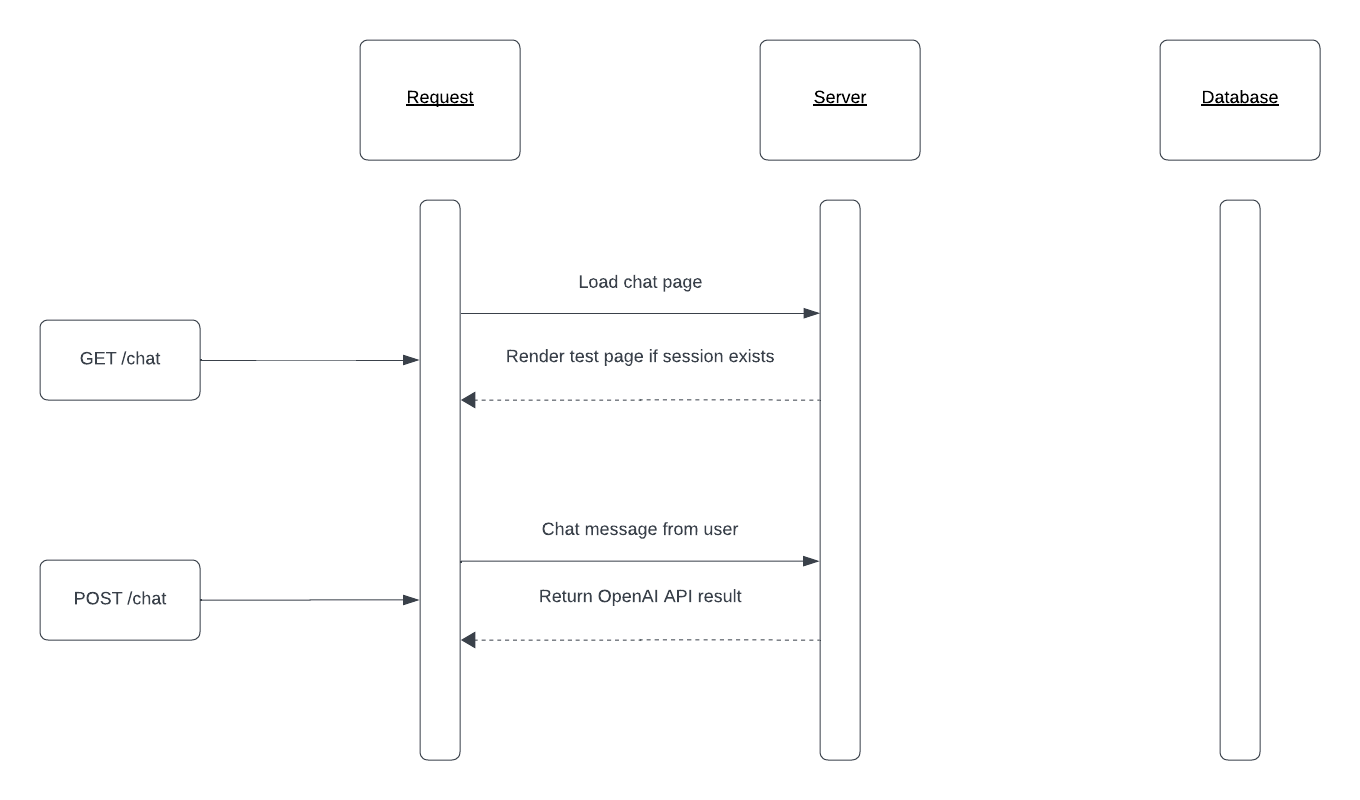 Request
Server
Database
Load chat page
GET /chat
Render test page if session exists
Chat message from user
POST /chat
Return OpenAI API result